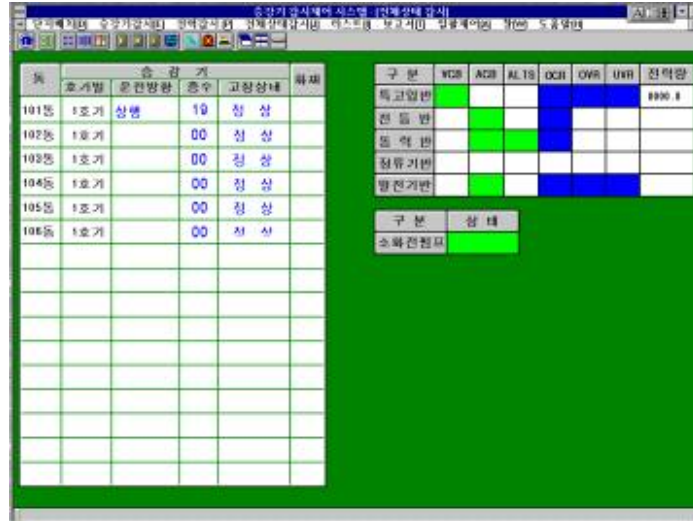 승강기 감시제어 시스템 - [전체상태 감시]
동 승 강 기 화재
호기별 운전방향 층수 고장상태
101동 1호기 상행 19 정 상
102동 1호기 00 정 상
103동 1호기 00 정 상
104동 1호기 00 정 상
105동 1호기 00 정 상
106동 1호기 00 정 상
구 분 VCB ACB ALTS OCR OVR UVR 전력량
특고압반 0000.0
전 등 반
동 력 반
정류기반
발전기반
구 분 상 태
소화전펌프